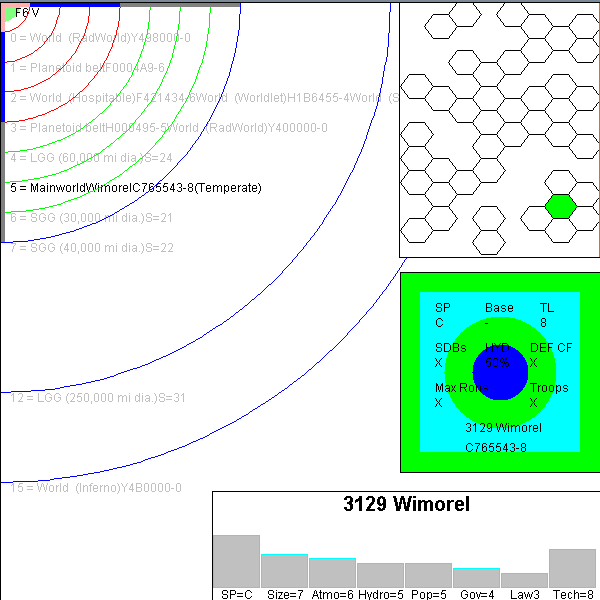 F6 V
0 = World (RadWorld)Y498000-0
1 = Planetoid beltF0004A9-6
2 = World (Hospitable)F421434-6World (Worldlet)H1B6455-4World (S
3 = Planetoid beltH000495-5World (RadWorld)Y400000-0
4 = LGG (60,000 mi dia.)S=24
5 = MainworldWimorelC765543-8(Temperate)
6 = SGG (30,000 mi dia.)S=21
7 = SGG (40,000 mi dia.)S=22
12 = LGG (250,000 mi dia.)S=31
15 = World (Inferno)Y4B0000-0
SP Base TL
C - 8
SDBs HYD DEF CF
X 50% X
Max Rone Troops
X X
3129 Wimorel
C765543-8
3129 Wimorel
SP=C Size=7 Atmo=6 Hydro=5 Pop=5 Gov=4 Law3 Tech=8